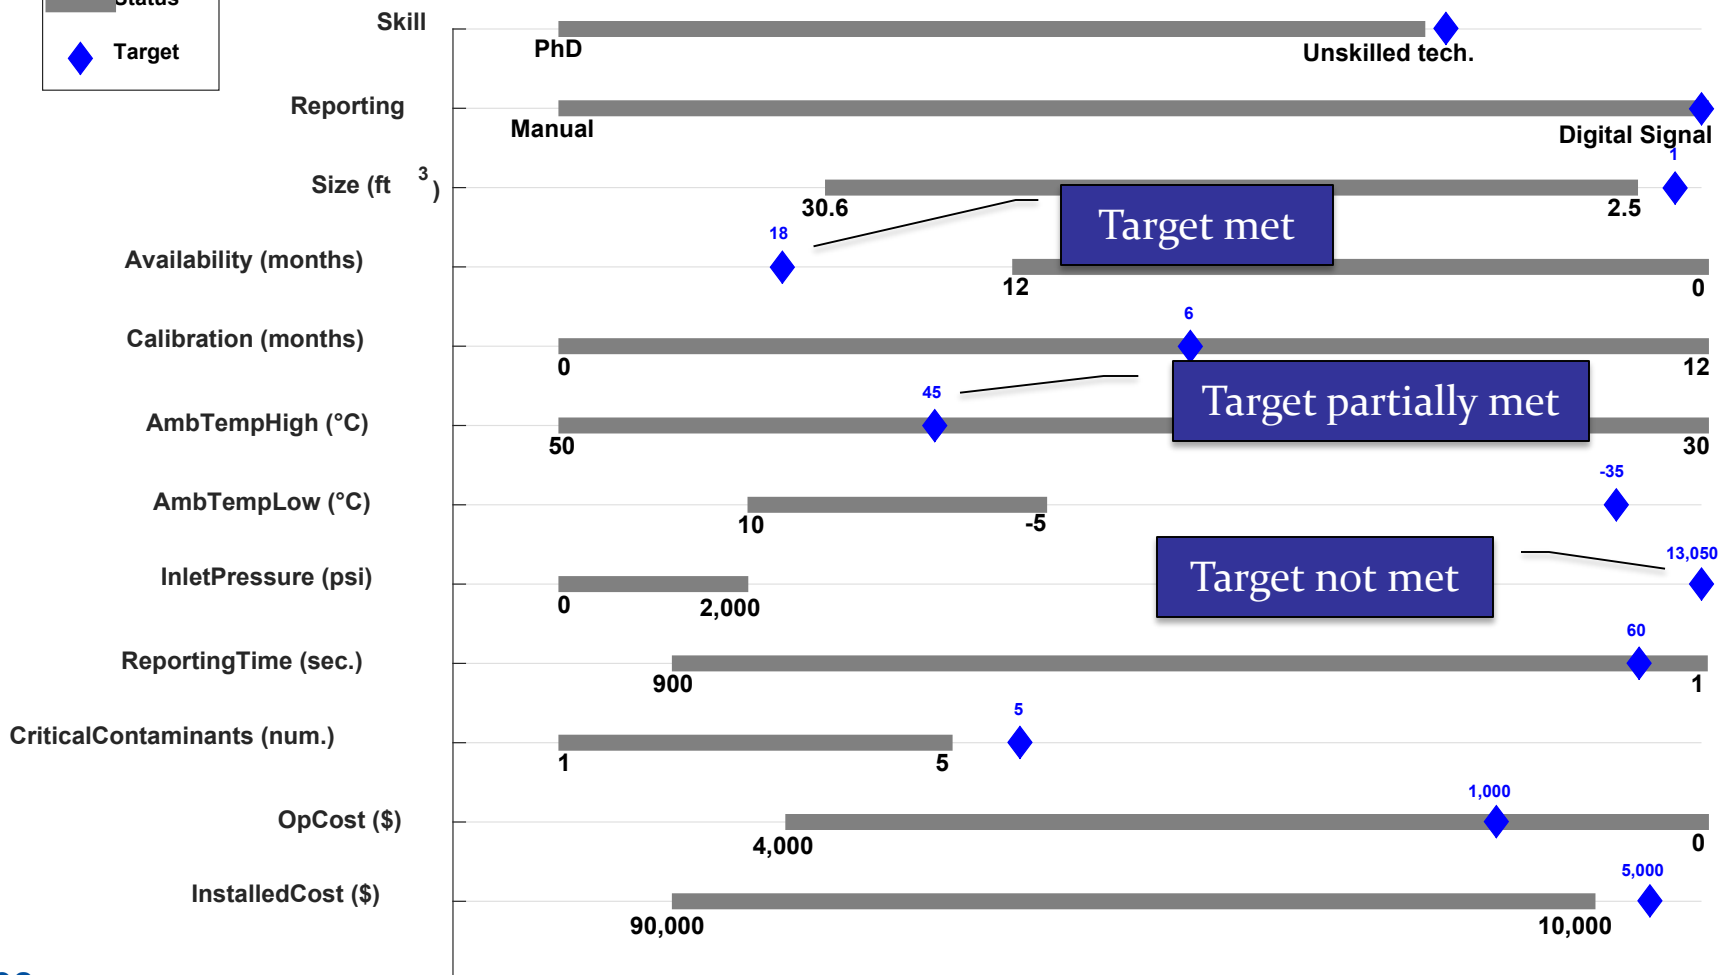 Status
Target
Skill
PhD
Unskilled tech.
Reporting
Manual
Digital Signal
Size (ft 3 )
1
30.6
2.5
Target met
18
Availability (months)
12
0
6
Calibration (months)
0
12
45
Target partially met
AmbTempHigh (°C)
50
30
-35
AmbTempLow (°C)
10
-5
13,050
Target not met
InletPressure (psi)
0
2,000
60
ReportingTime (sec.)
900
1
5
CriticalContaminants (num.)
1
5
1,000
OpCost ($)
4,000
0
5,000
InstalledCost ($)
90,000
10,000